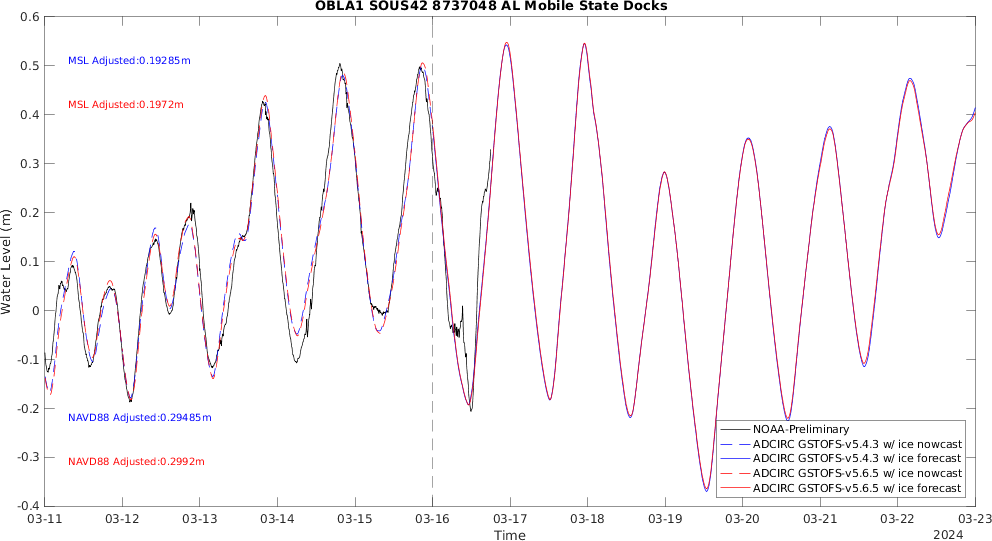 OBLA1 SOUS42 8737048 AL Mobile State Docks
0.6
0.5
0.4
0.3
0.2
0.1
0
-0.1
-0.2
-0.3
-0.4
Water Level (m)
MSL Adjusted:0.19285m
MSL Adjusted:0.1972m
NAVD88 Adjusted:0.29485m
NAVD88 Adjusted:0.2992m
NOAA-Preliminary
ADCIRC GSTOFS-v5.4.3 w/ ice nowcast
ADCIRC GSTOFS-v5.4.3 w/ ice forecast
ADCIRC GSTOFS-v5.6.5 w/ ice nowcast
ADCIRC GSTOFS-v5.6.5 w/ ice forecast
03-11 03-12 03-13 03-14 03-15 03-16 03-17 03-18 03-19 03-20 03-21 03-22 03-23
Time
2024